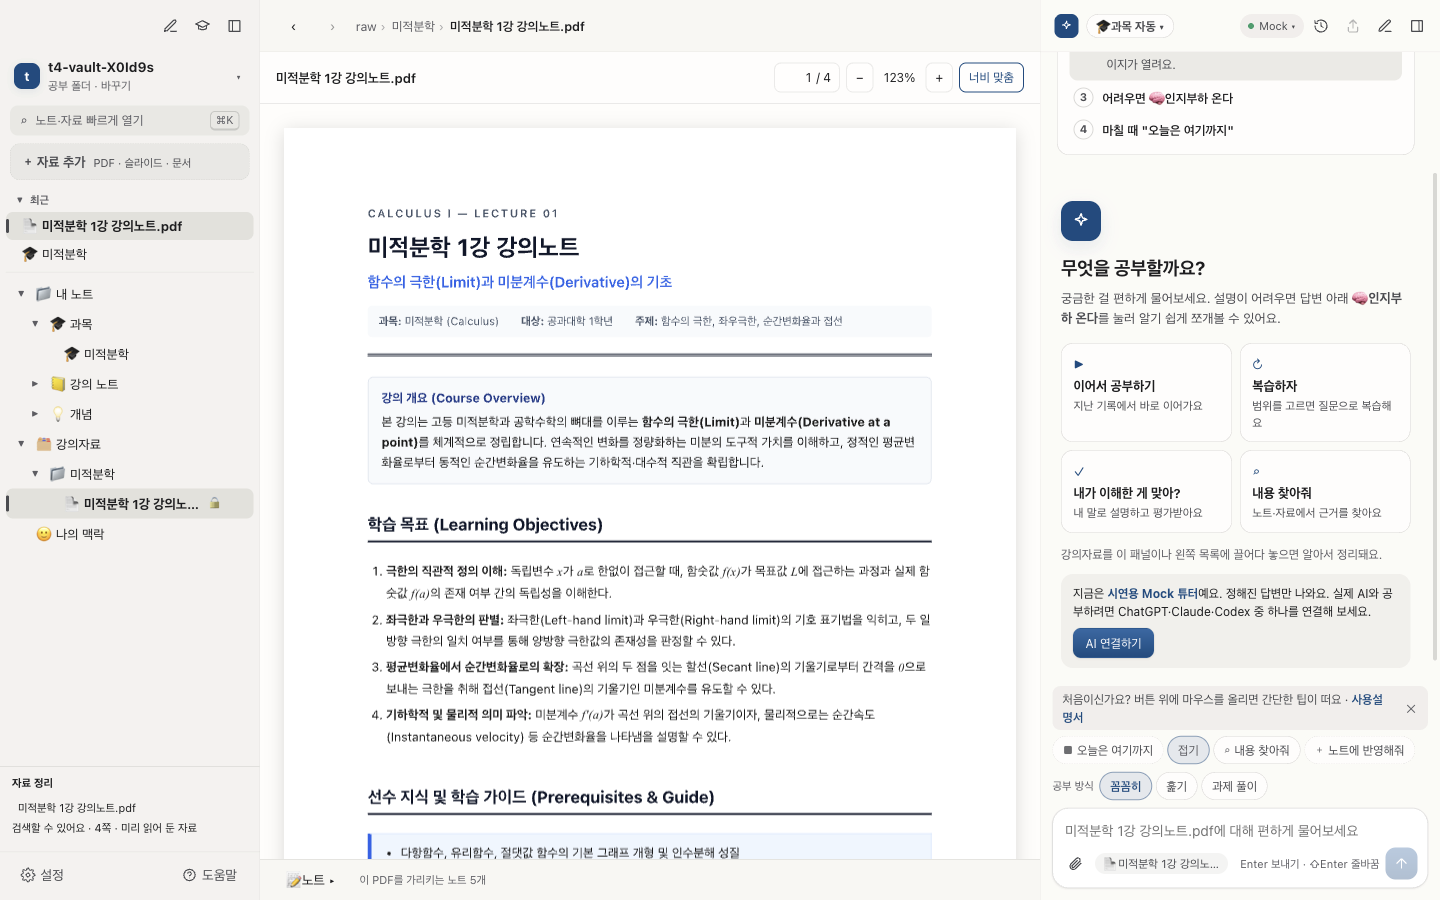 t
t4-vault-X0ld9s
공부 폴더 · 바꾸기
노트·자료 빠르게 열기
⌘K
+ 자료 추가 PDF · 슬라이드 · 문서
최근
미적분학 1강 강의노트.pdf
미적분학
내 노트
과목
미적분학
강의 노트
개념
강의자료
미적분학
미적분학 1강 강의노...
나의 맥락
자료 정리
미적분학 1강 강의노트.pdf
검색할 수 있어요 · 4쪽 · 미리 읽어 둔 자료
설정
도움말
raw › 미적분학 › 미적분학 1강 강의노트.pdf
미적분학 1강 강의노트.pdf
1 / 4
− 123% +
너비 맞춤
CALCULUS I — LECTURE 01
미적분학 1강 강의노트
함수의 극한(Limit)과 미분계수(Derivative)의 기초
과목: 미적분학 (Calculus) 대상: 공과대학 1학년 주제: 함수의 극한, 좌우극한, 순간변화율과 접선
강의 개요 (Course Overview)
본 강의는 고등 미적분학과 공학수학의 뼈대를 이루는 함수의 극한(Limit)과 미분계수(Derivative at a
point)를 체계적으로 정립합니다. 연속적인 변화를 정량화하는 미분의 도구적 가치를 이해하고, 정적인 평균변
화율로부터 동적인 순간변화율을 유도하는 기하학적·대수적 직관을 확립합니다.
학습 목표 (Learning Objectives)
1. 극한의 직관적 정의 이해: 독립변수 x가 a로 한없이 접근할 때, 함숫값 f(x)가 목표값 L에 접근하는 과정과 실제 함
숫값 f(a)의 존재 여부 간의 독립성을 이해한다.
2. 좌극한과 우극한의 판별: 좌극한(Left-hand limit)과 우극한(Right-hand limit)의 기호 표기법을 익히고, 두 일
방향 극한의 일치 여부를 통해 양방향 극한값의 존재성을 판정할 수 있다.
3. 평균변화율에서 순간변화율로의 확장: 곡선 위의 두 점을 잇는 할선(Secant line)의 기울기로부터 간격을 0으로
보내는 극한을 취해 접선(Tangent line)의 기울기인 미분계수를 유도할 수 있다.
4. 기하학적 및 물리적 의미 파악: 미분계수 f′(a)가 곡선 위의 접선의 기울기이자, 물리적으로는 순간속도
(Instantaneous velocity) 등 순간변화율을 나타냄을 설명할 수 있다.
선수 지식 및 학습 가이드 (Prerequisites & Guide)
• 다항함수, 유리함수, 절댓값 함수의 기본 그래프 개형 및 인수분해 성질
노트
이 PDF를 가리키는 노트 5개
과목 자동
Mock
이지가 열려요.
3 어려우면 🧠인지부하 온다
4 마칠 때 "오늘은 여기까지"
무엇을 공부할까요?
궁금한 걸 편하게 물어보세요. 설명이 어려우면 답변 아래 🧠인지부
하 온다를 눌러 알기 쉽게 쪼개볼 수 있어요.
이어서 공부하기
지난 기록에서 바로 이어가요
복습하자
범위를 고르면 질문으로 복습해
요
내가 이해한 게 맞아?
내 말로 설명하고 평가받아요
내용 찾아줘
노트·자료에서 근거를 찾아요
강의자료를 이 패널이나 왼쪽 목록에 끌어다 놓으면 알아서 정리돼요.
지금은 시연용 Mock 튜터예요. 정해진 답변만 나와요. 실제 AI와 공
부하려면 ChatGPT·Claude·Codex 중 하나를 연결해 보세요.
AI 연결하기
처음이신가요? 버튼 위에 마우스를 올리면 간단한 팁이 떠요 · 사용설
명서
오늘은 여기까지
접기
내용 찾아줘
+ 노트에 반영해줘
공부 방식 꼼꼼히 훑기 과제 풀이
미적분학 1강 강의노트.pdf에 대해 편하게 물어보세요
미적분학 1강 강의노...
Enter 보내기 · ⇧Enter 줄바꿈